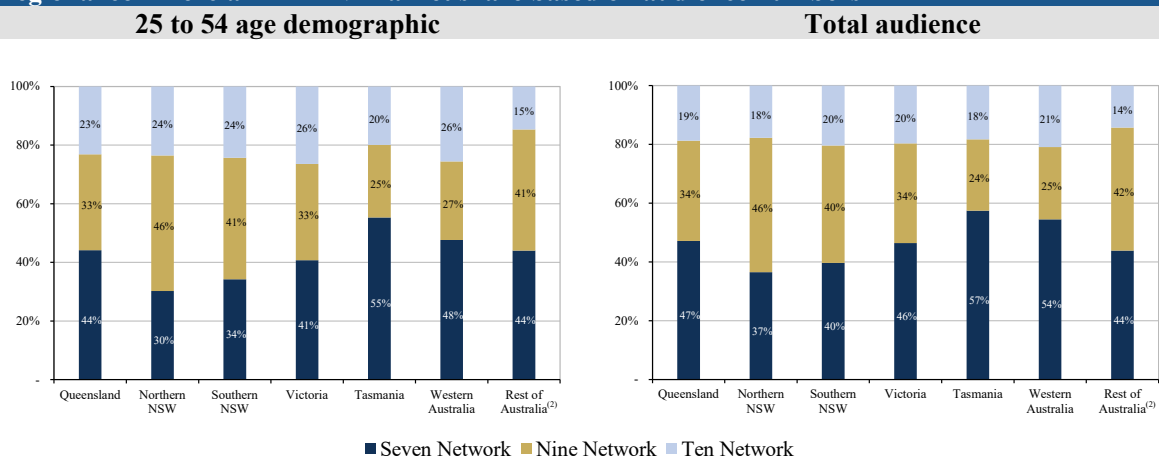 25 to 54 age demographic
Total audience
100%
80%
60%
40%
20%
-
23% 24% 24% 26% 20% 26% 15%
33% 46% 41% 33% 25% 27% 41%
44% 30% 34% 41% 55% 48% 44%
Queensland Northern NSW Southern NSW Victoria Tasmania Western Australia Rest of Australia(2)
100%
80%
60%
40%
20%
-
19% 18% 20% 20% 18% 21% 14%
34% 46% 40% 34% 24% 25% 42%
47% 37% 40% 46% 57% 54% 44%
Queensland Northern NSW Southern NSW Victoria Tasmania Western Australia Rest of Australia(2)
Seven Network Nine Network Ten Network